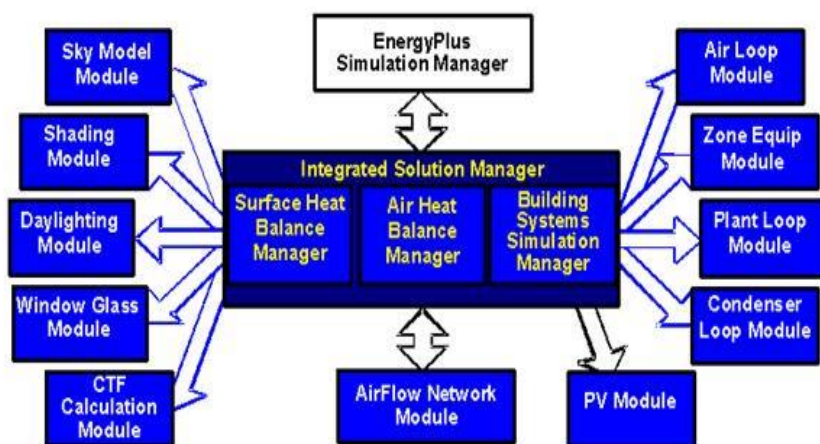 EnergyPlus
Simulation Manager
Sky Model
Module
Shading
Module
Daylighting
Module
Window Glass
Module
CTF
Calculation
Module
Integrated Solution Manager
Surface Heat
Balance
Manager
Air Heat
Balance
Manager
Building
Systems
Simulation
Manager
AirFlow Network
Module
Air Loop
Module
Zone Equip
Module
Plant Loop
Module
Condenser
Loop Module
PV Module